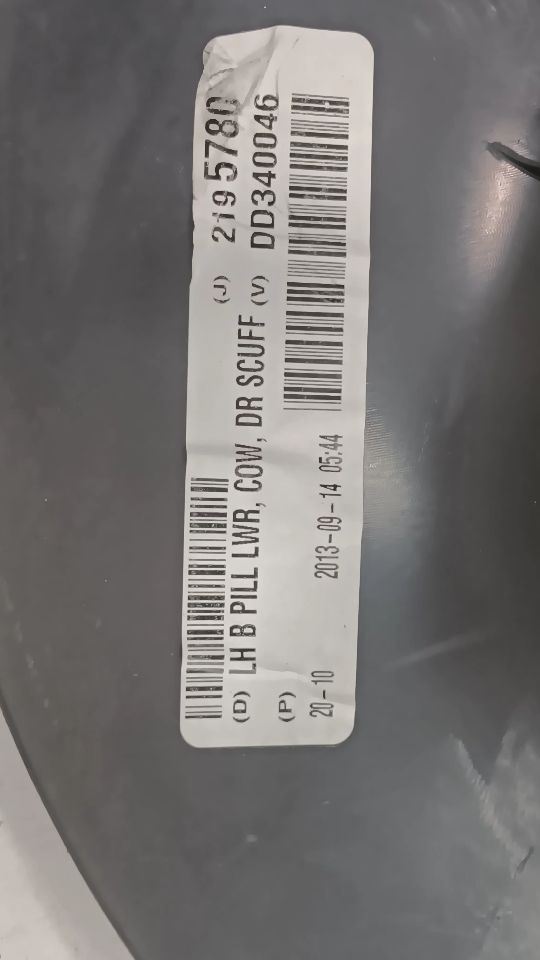 (J) 2195780
(D) LH B PILL LWR, COW, DR SCUFF (V) DD340046
(P)
20-10 2013-09-14 05:44